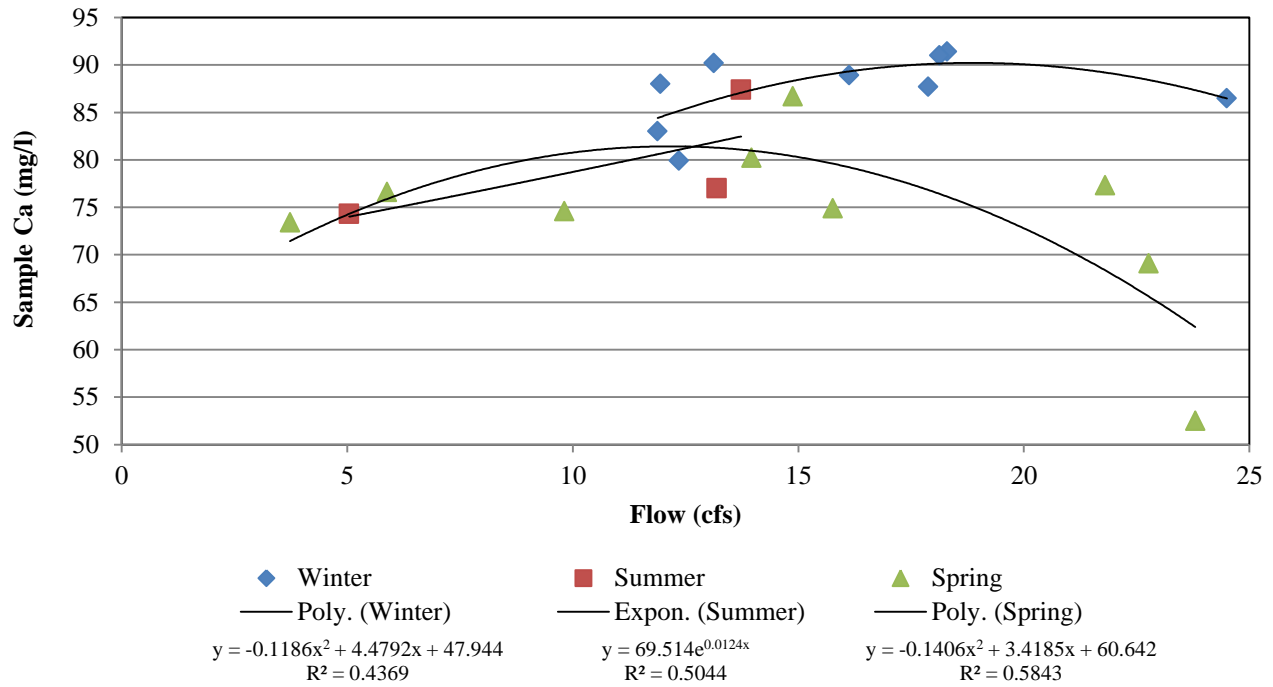 95
90
85
80
75
70
65
60
55
50
Sample Ca (mg/l)
0 5 10 15 20 25
Flow (cfs)
Winter Summer Spring
Poly. (Winter) Expon. (Summer) Poly. (Spring)
y = -0.1186x² + 4.4792x + 47.944 y = 69.514e⁰·⁰¹²⁴ˣ y = -0.1406x² + 3.4185x + 60.642
R² = 0.4369 R² = 0.5044 R² = 0.5843